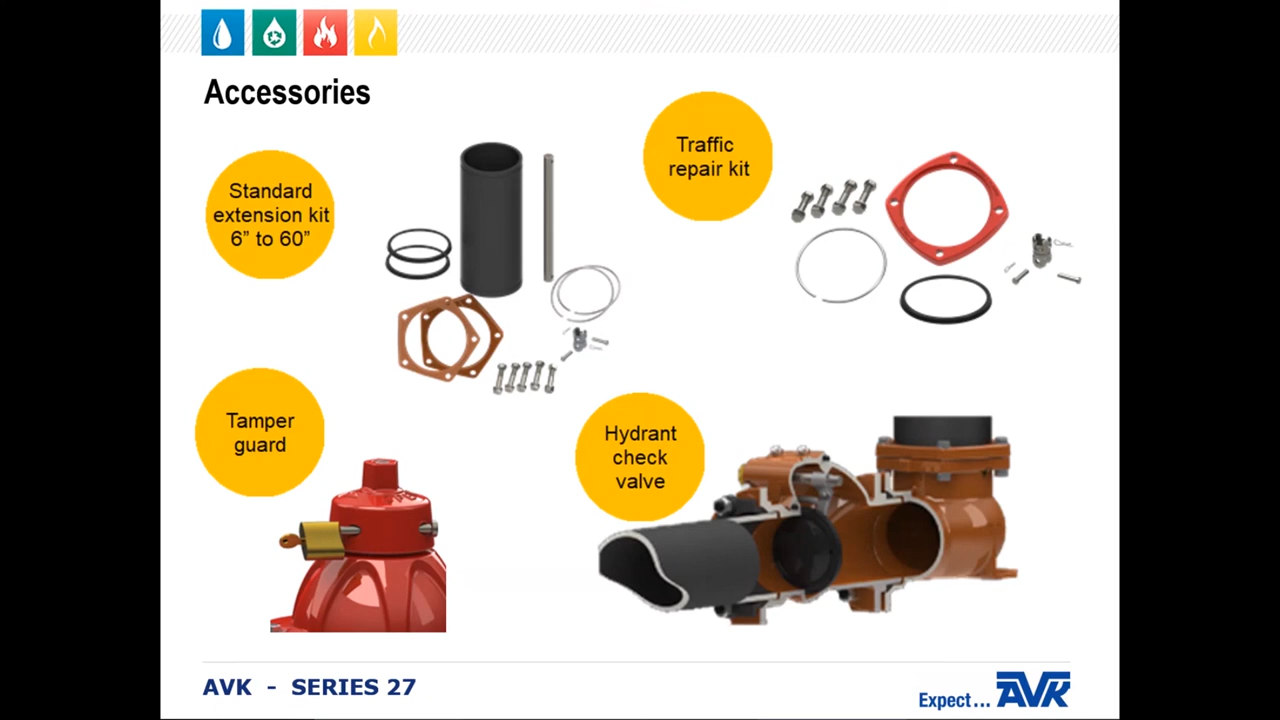 Accessories
Standard
extension kit
6” to 60”
Traffic
repair kit
Tamper
guard
Hydrant
check
valve
AVK - SERIES 27
Expect... AVK